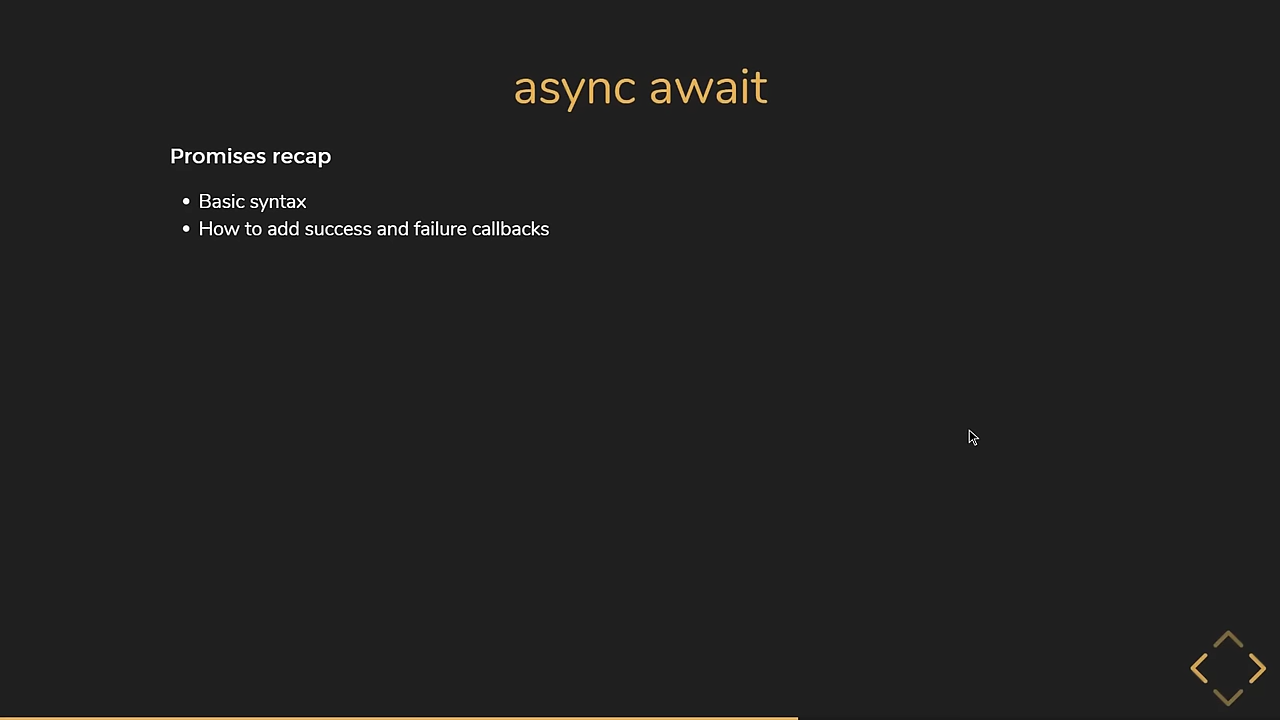 async await
Promises recap
• Basic syntax
• How to add success and failure callbacks